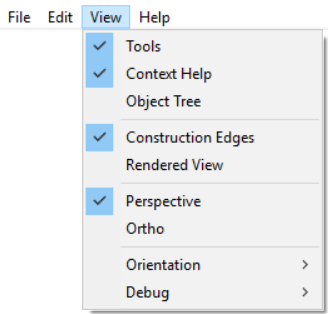 File Edit View Help
Tools
Context Help
Object Tree
Construction Edges
Rendered View
Perspective
Ortho
Orientation
Debug